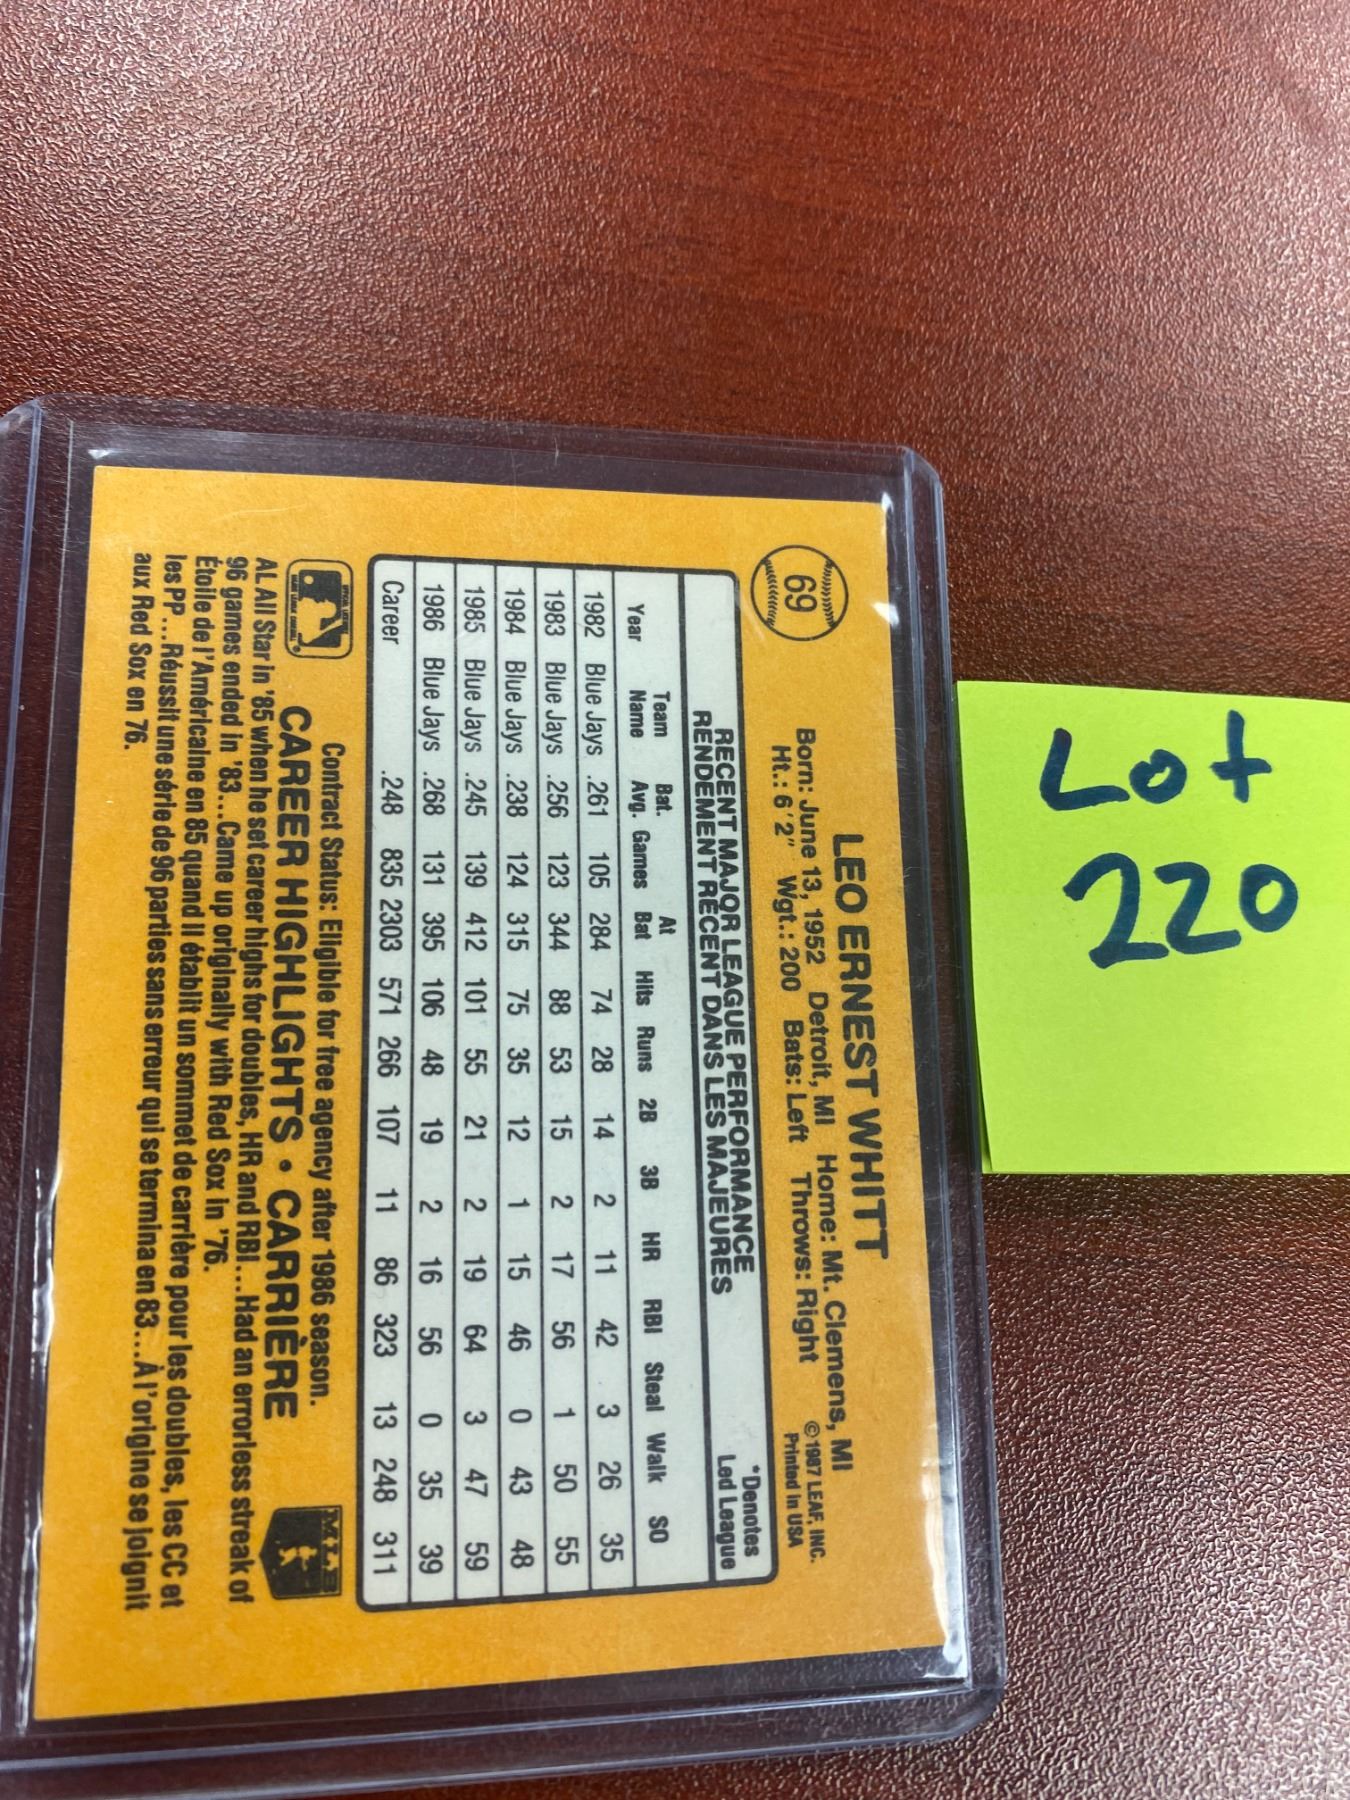 69
LEO ERNEST WHITT
Born: June 13, 1952 Detroit, MI Home: Mt. Clemens, MI
Ht.: 6'2" Wgt.: 200 Bats: Left Throws: Right
© 1987 LEAF, INC.
Printed in USA
RECENT MAJOR LEAGUE PERFORMANCE
RENDEMENT RÉCENT DANS LES MAJEURES
*Denotes
Led League
Year Team Name Bat. Avg. Games At Bat Hits Runs 2B 3B HR RBI Steal Walk SO
1982 Blue Jays .261 105 284 74 28 14 2 11 42 3 26 35
1983 Blue Jays .256 123 344 88 53 15 2 17 56 1 50 55
1984 Blue Jays .238 124 315 75 35 12 1 15 46 0 43 48
1985 Blue Jays .245 139 412 101 55 21 2 19 64 3 47 59
1986 Blue Jays .268 131 395 106 48 19 2 16 56 0 35 39
Career .248 835 2303 571 266 107 11 86 323 13 248 311
Contract Status: Eligible for free agency after 1986 season.
CAREER HIGHLIGHTS • CARRIÈRE
AL All Star in '85 when he set career highs for doubles, HR and RBI...Had an errorless streak of
96 games ended in '83...Came up originally with Red Sox in '76.
Étoile de l'Américaine en 85 quand il établit un sommet de carrière pour les doubles, les CC et
les PP...Réussit une série de 96 parties sans erreur qui se termina en 83...À l'origine se joignit
aux Red Sox en 76.
Lot
220